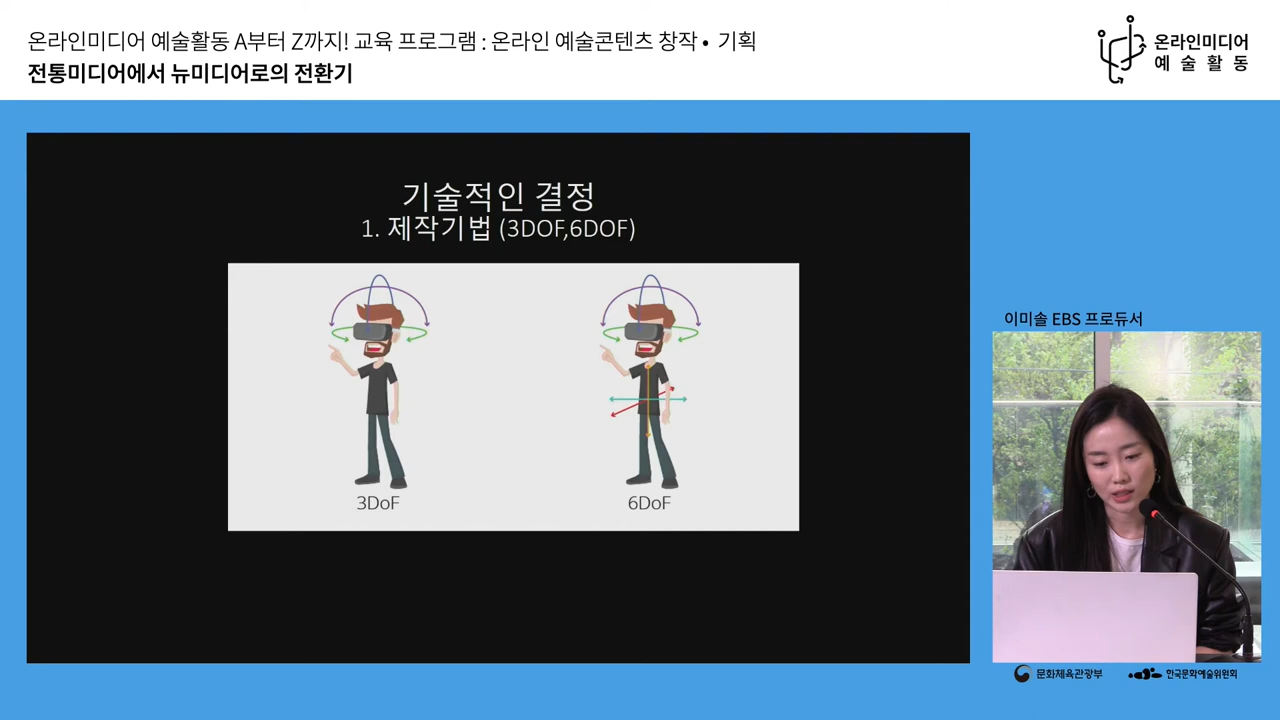 온라인미디어 예술활동 A부터 Z까지! 교육 프로그램 : 온라인 예술콘텐츠 창작 • 기획
전통미디어에서 뉴미디어로의 전환기
온라인미디어
예술활동
기술적인 결정
1. 제작기법 (3DOF,6DOF)
3DoF
6DoF
이미솔 EBS 프로듀서
문화체육관광부
한국문화예술위원회